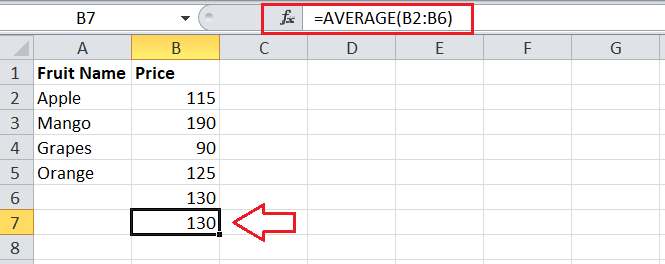 B7 fx =AVERAGE(B2:B6)
A B C D E F G
1 Fruit Name Price
2 Apple 115
3 Mango 190
4 Grapes 90
5 Orange 125
6 130
7 130
8